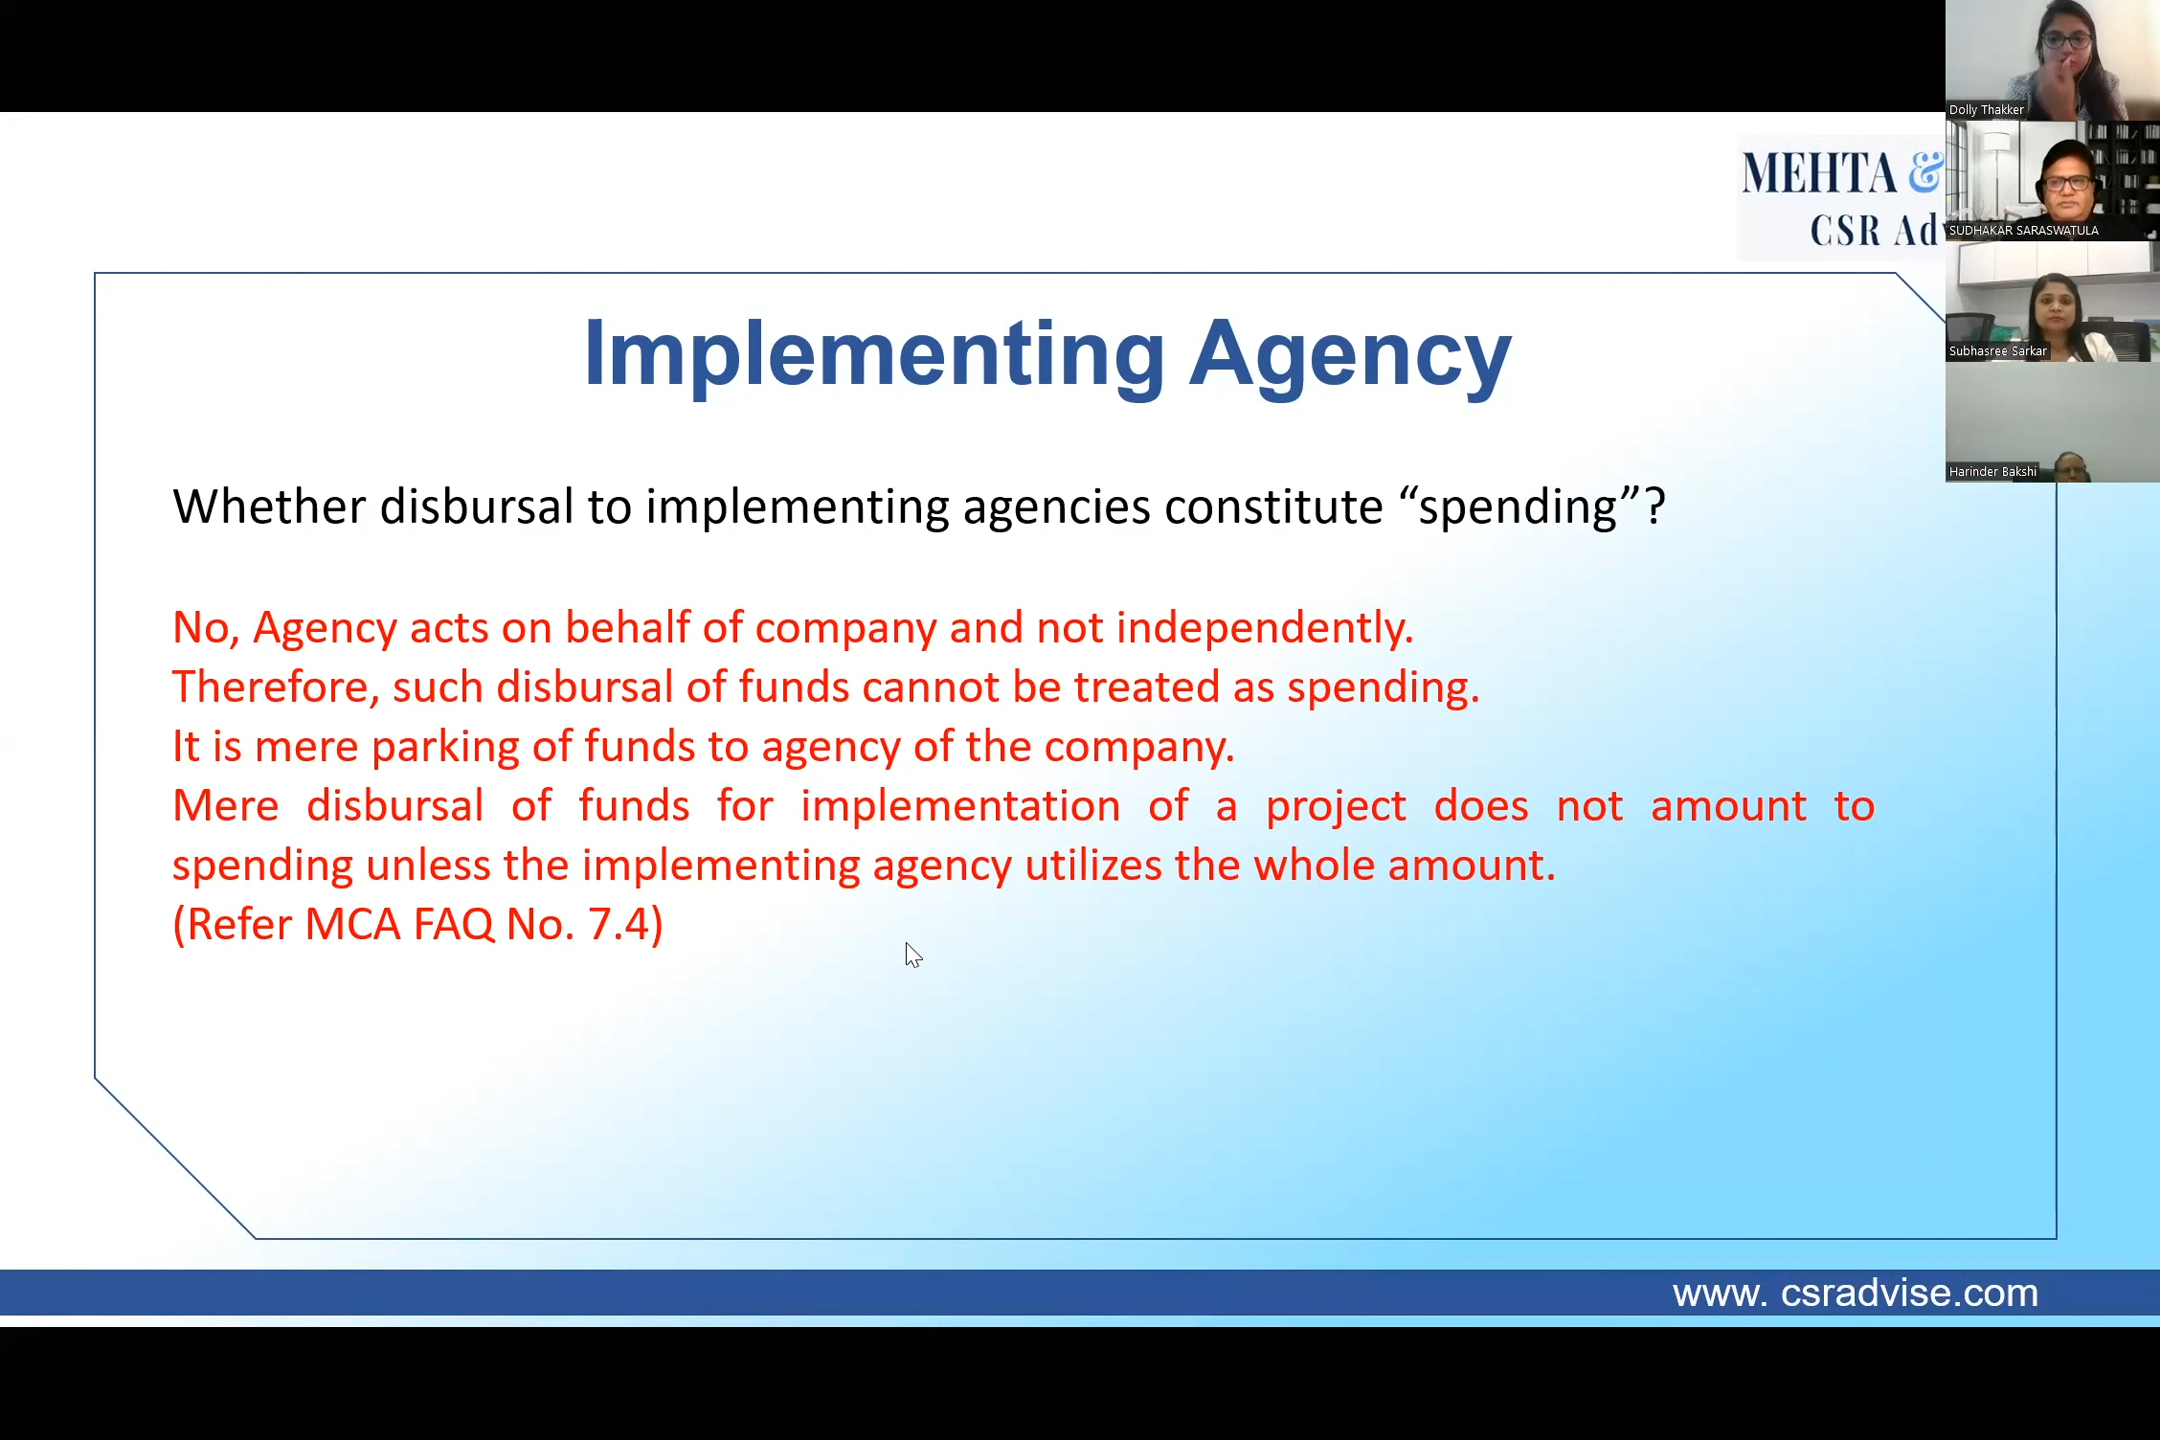 MEHTA &
CSR Adv
Implementing Agency
Whether disbursal to implementing agencies constitute “spending”?
No, Agency acts on behalf of company and not independently.
Therefore, such disbursal of funds cannot be treated as spending.
It is mere parking of funds to agency of the company.
Mere disbursal of funds for implementation of a project does not amount to
spending unless the implementing agency utilizes the whole amount.
(Refer MCA FAQ No. 7.4)
www. csradvise.com
Dolly Thakker
SUDHAKAR SARASWATULA
Subhasree Sarkar
Harinder Bakshi